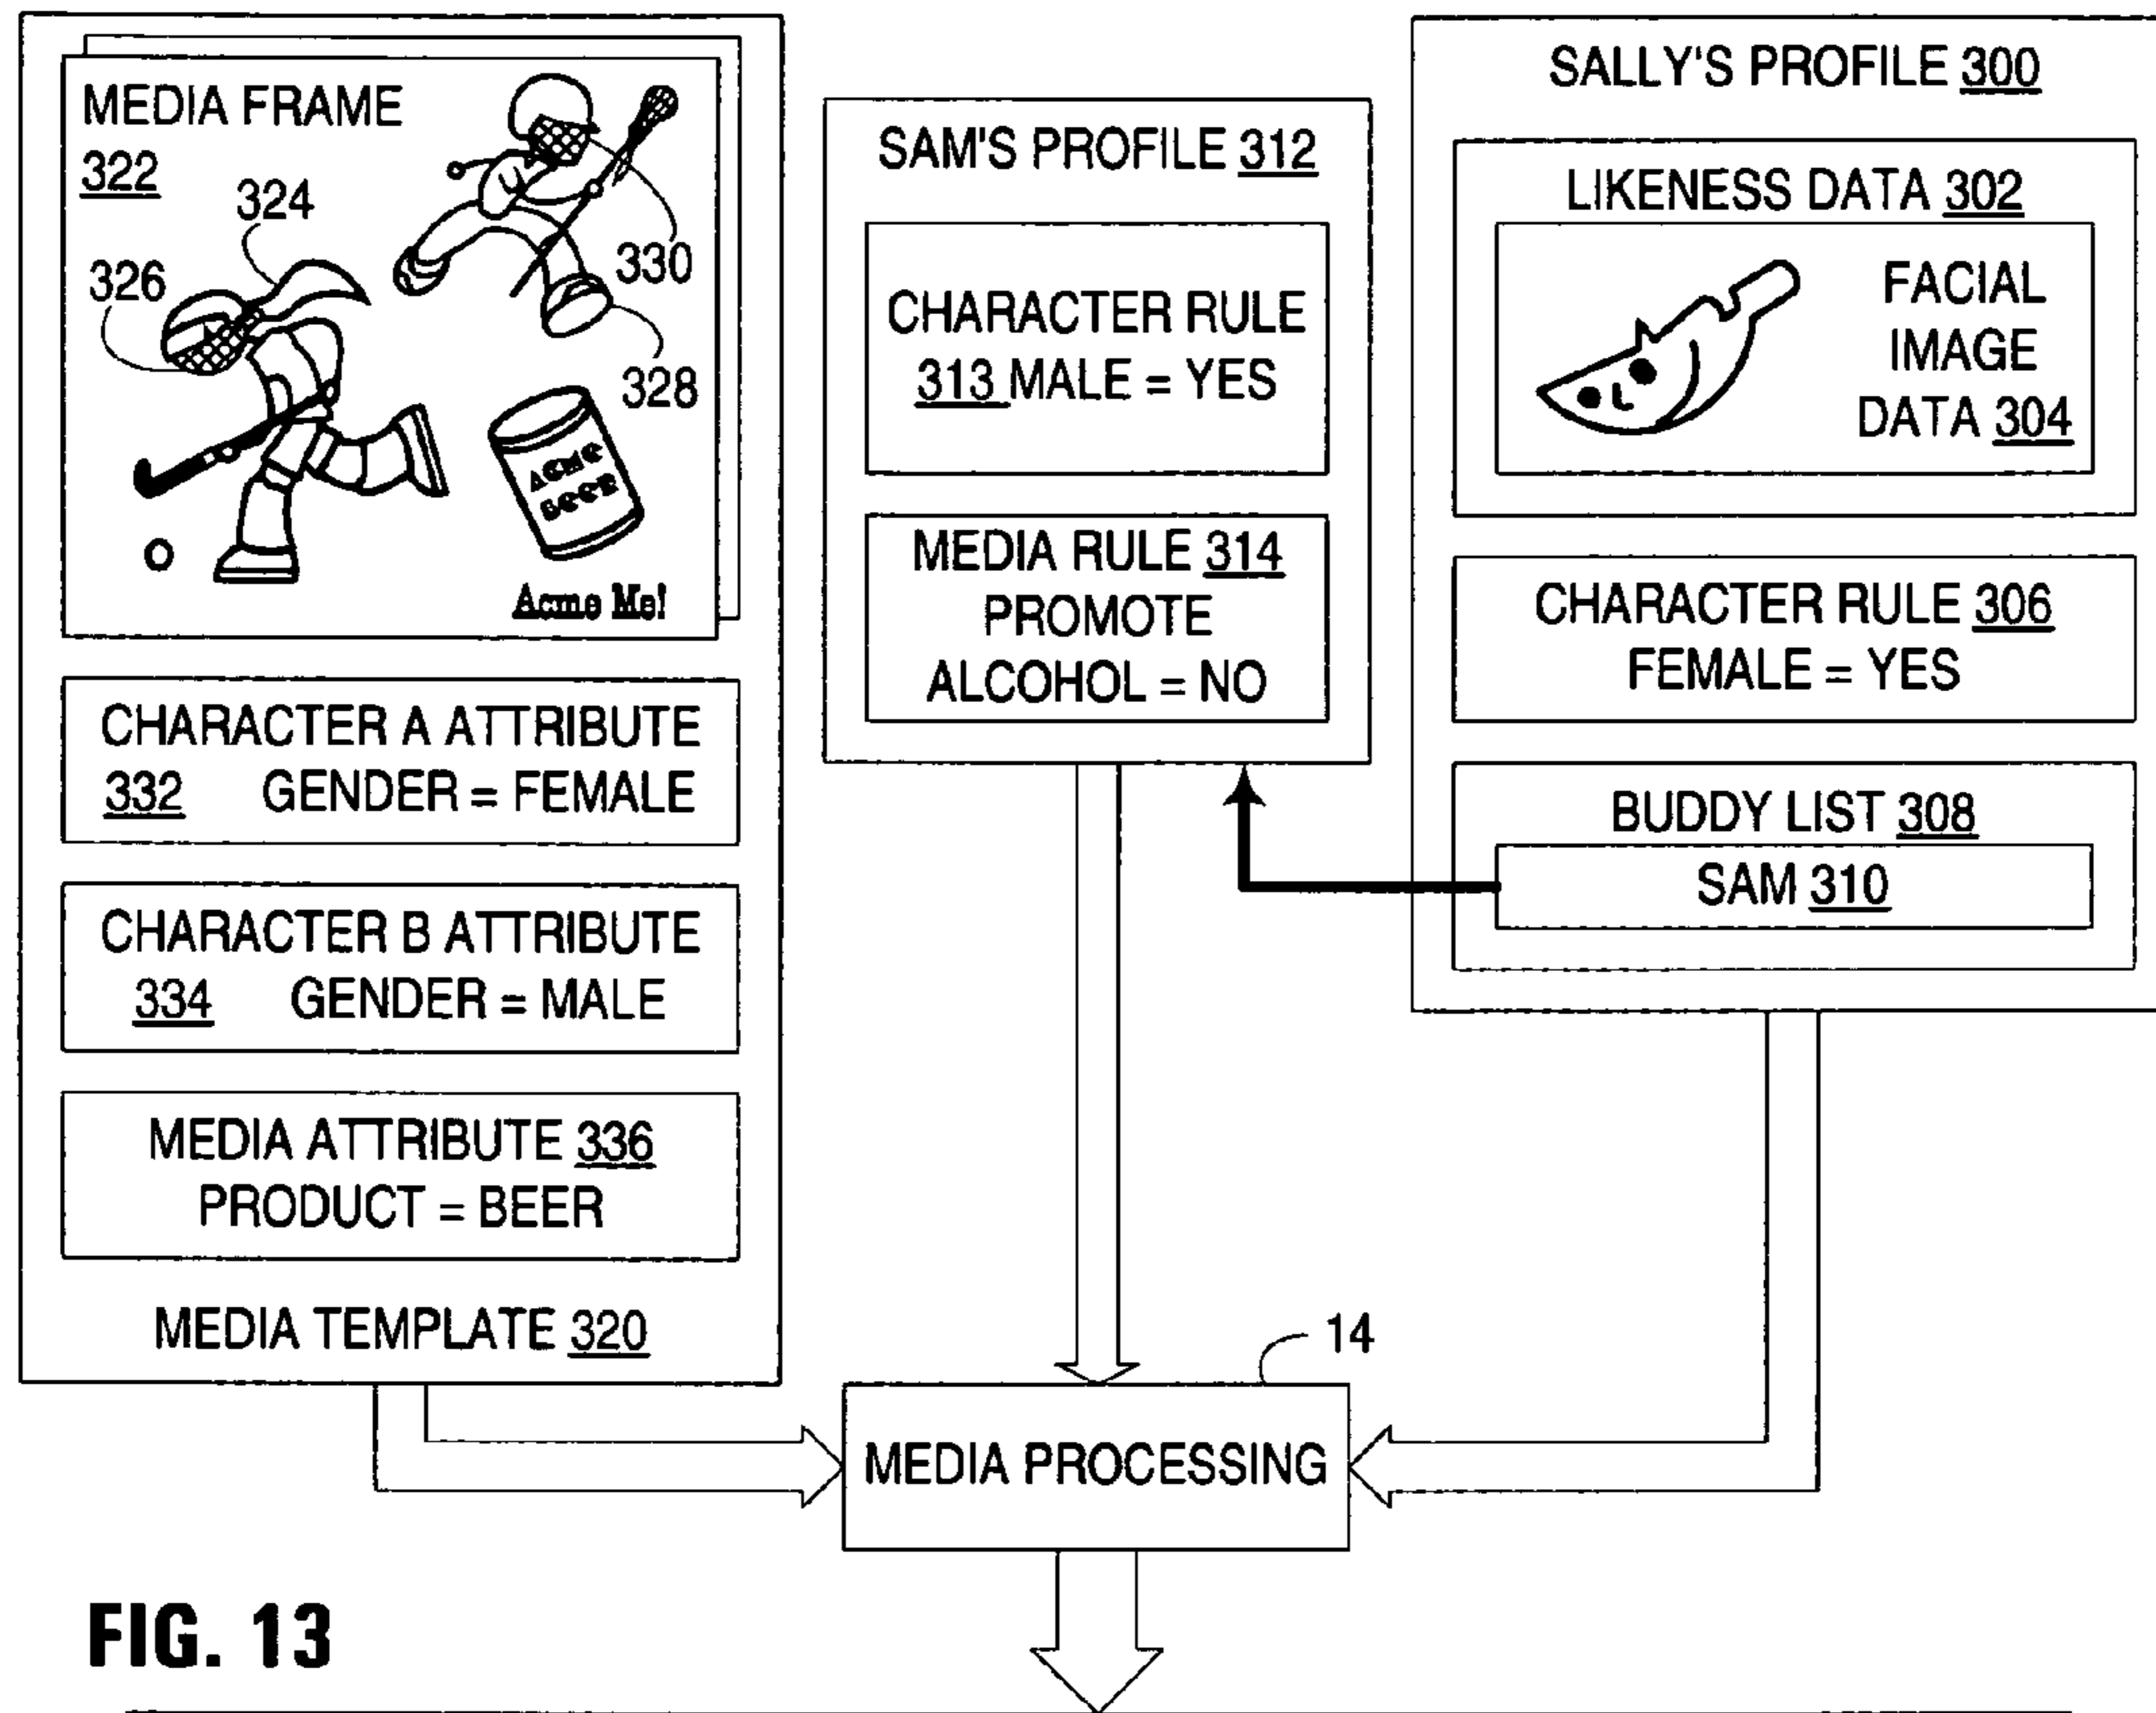 MEDIA FRAME
322
324
326
330
328
ACME
BEER
Acme Me!
CHARACTER A ATTRIBUTE
332 GENDER = FEMALE
CHARACTER B ATTRIBUTE
334 GENDER = MALE
MEDIA ATTRIBUTE 336
PRODUCT = BEER
MEDIA TEMPLATE 320
SAM'S PROFILE 312
CHARACTER RULE
313 MALE = YES
MEDIA RULE 314
PROMOTE
ALCOHOL = NO
SALLY'S PROFILE 300
LIKENESS DATA 302
FACIAL
IMAGE
DATA 304
CHARACTER RULE 306
FEMALE = YES
BUDDY LIST 308
SAM 310
14
MEDIA PROCESSING
FIG. 13